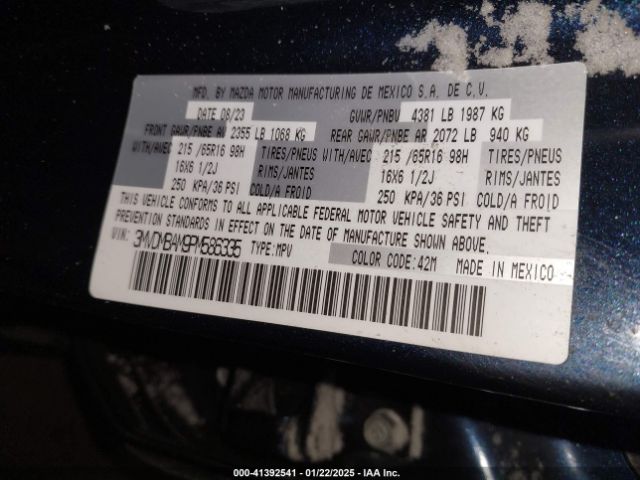 MFD. BY MAZDA MOTOR MANUFACTURING DE MEXICO S.A. DE C.V.
DATE 08/23 GVWR/PNBV 4381 LB 1987 KG
FRONT GAWR/PNBE AV 2355 LB 1068 KG REAR GAWR/PNBE AR 2072 LB 940 KG
WITH/AVEC 215 /65R16 98H TIRES/PNEUS WITH/AVEC 215 /65R16 98H TIRES/PNEUS
16X6 1/2J RIMS/JANTES 16X6 1/2J RIMS/JANTES
250 KPA/36 PSI COLD/A FROID 250 KPA/36 PSI COLD/A FROID
THIS VEHICLE CONFORMS TO ALL APPLICABLE FEDERAL MOTOR VEHICLE SAFETY AND THEFT
PREVENTION STANDARDS IN EFFECT ON THE DATE OF MANUFACTURE SHOWN ABOVE.
VIN: 3MVDMBAM9PM586335 TYPE:MPV
COLOR CODE:42M MADE IN MEXICO
000-41392541 - 01/22/2025 - IAA Inc.